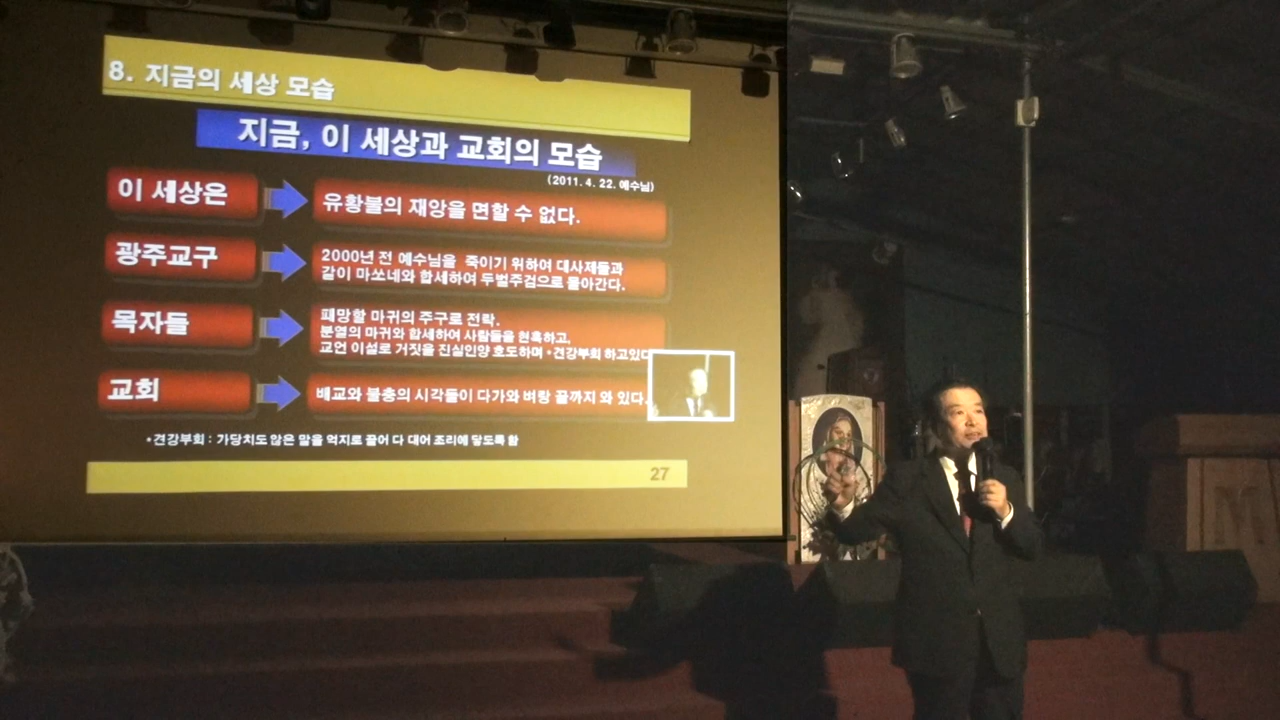 8. 지금의 세상 모습
지금, 이 세상과 교회의 모습
(2011. 4. 22. 예수님)
이 세상은
유황불의 재앙을 면할 수 없다.
광주교구
2000년 전 예수님을 죽이기 위하여 대사제들과
같이 마쏘네와 합세하여 두벌주검으로 몰아간다.
목자들
패망할 마귀의 주구로 전락.
분열의 마귀와 합세하여 사람들을 현혹하고,
교언 이설로 거짓을 진실인양 호도하며 *견강부회 하고있다
교회
배교와 불충의 시각들이 다가와 벼랑 끝까지 와 있다.
*견강부회 : 가당치도 않은 말을 억지로 끌어 다 대어 조리에 닿도록 함
27
M